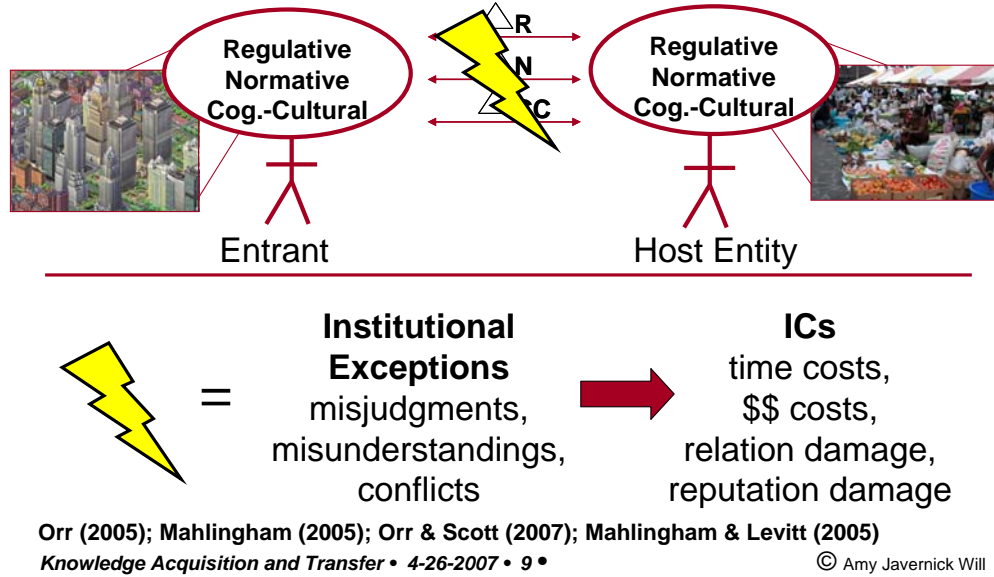 Regulative
Normative
Cog.-Cultural
△R
N
△ C
Regulative
Normative
Cog.-Cultural
Entrant
Host Entity
=
Institutional
Exceptions
misjudgments,
misunderstandings,
conflicts
ICs
time costs,
$$ costs,
relation damage,
reputation damage
Orr (2005); Mahlingham (2005); Orr & Scott (2007); Mahlingham & Levitt (2005)
Knowledge Acquisition and Transfer • 4-26-2007 • 9 •
© Amy Javernick Will